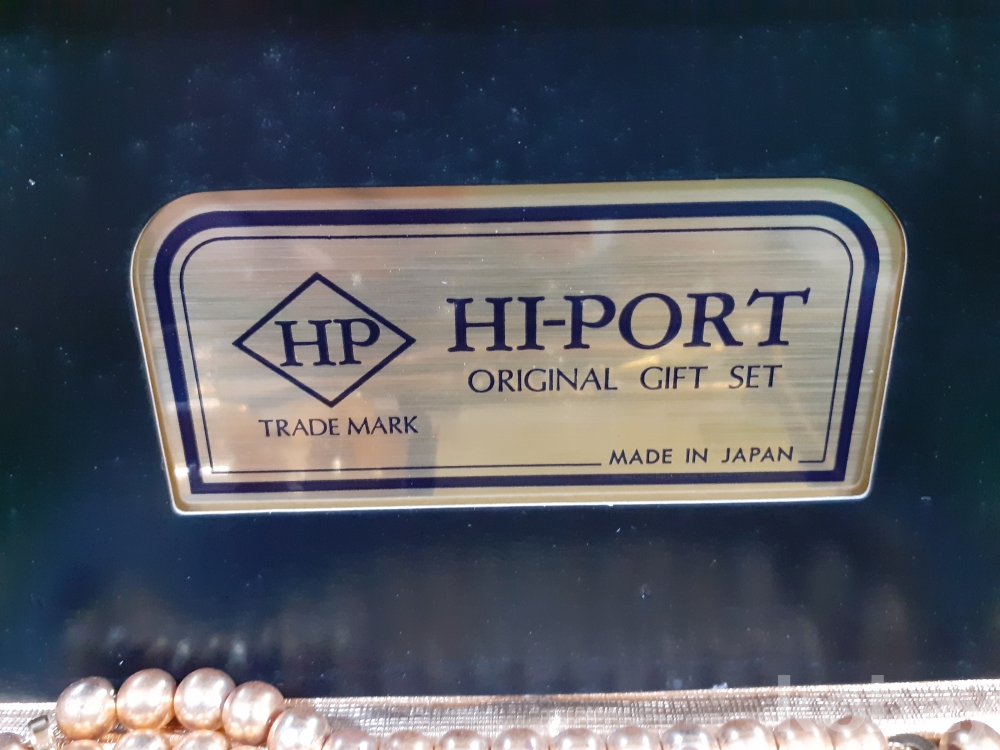 HP
TRADE MARK
HI-PORT
ORIGINAL GIFT SET
MADE IN JAPAN